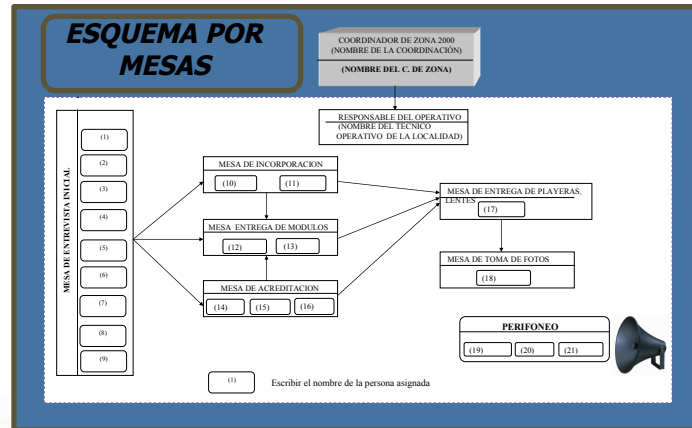 ESQUEMA POR
MESAS
COORDINADOR DE ZONA 2000
(NOMBRE DE LA COORDINACIÓN)
(NOMBRE DEL C. DE ZONA)
RESPONSABLE DEL OPERATIVO
(NOMBRE DEL TECNICO
OPERATIVO DE LA LOCALIDAD)
MESA DE ENTREVISTA INICIAL
(1)
(2)
(3)
(4)
(5)
(6)
(7)
(8)
(9)
MESA DE INCORPORACION
(10) (11)
MESA ENTREGA DE MODULOS
(12) (13)
MESA DE ACREDITACION
(14) (15) (16)
MESA DE ENTREGA DE PLAYERAS,
LENTES
(17)
MESA DE TOMA DE FOTOS
(18)
PERIFONEO
(19) (20) (21)
(1) Escribir el nombre de la persona asignada